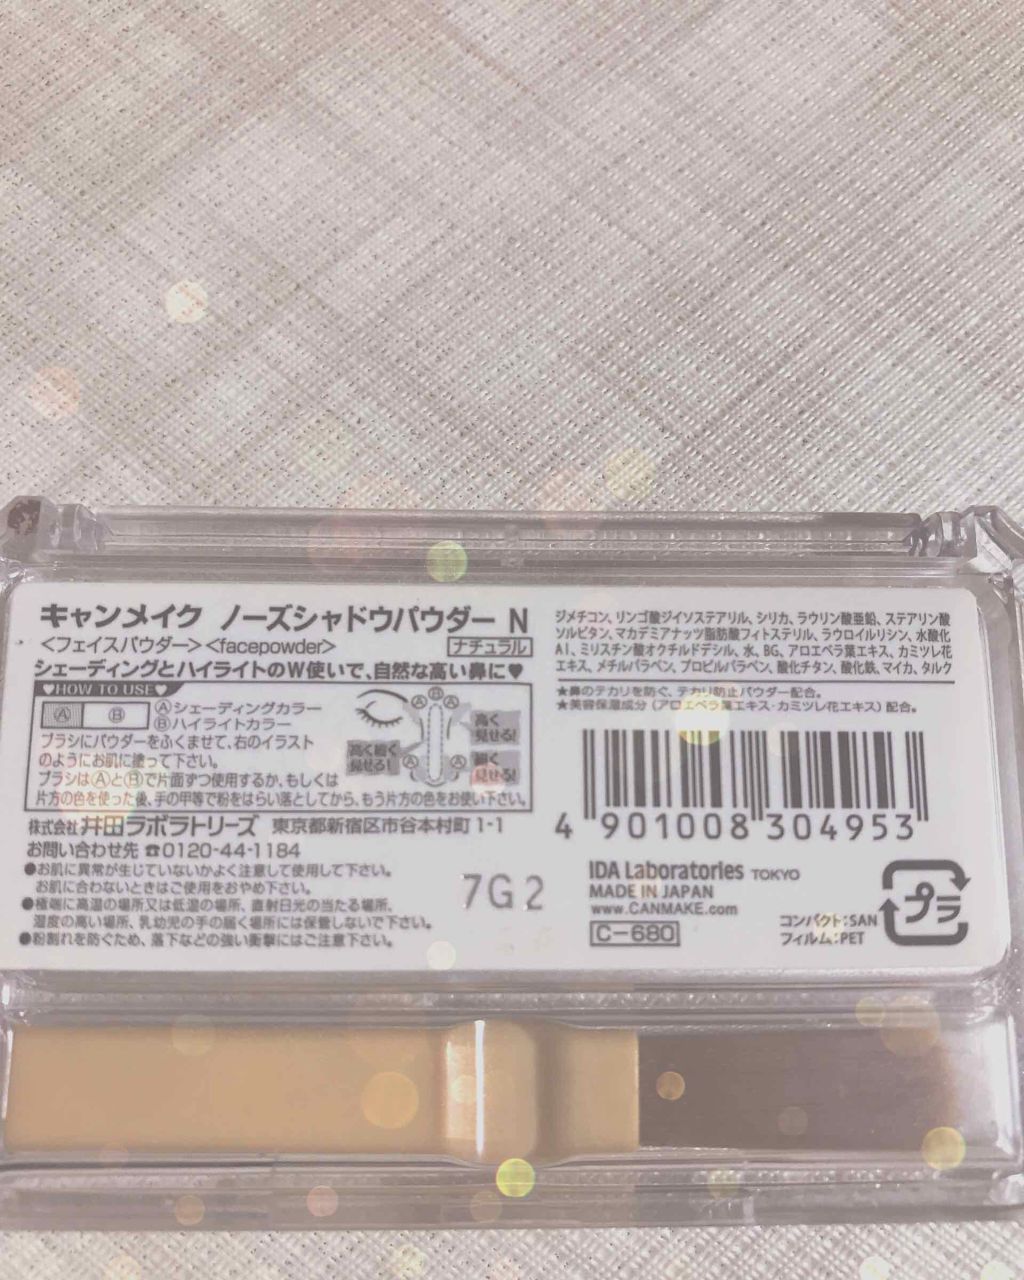 キャンメイク ノーズシャドウパウダー N
<フェイスパウダー><facepowder>
ナチュラル
シェーディングとハイライトのW使いで、自然な高い鼻に♥
♥HOW TO USE♥
Ⓐ Ⓑ
Ⓐシェーディングカラー
Ⓑハイライトカラー
ブラシにパウダーをふくませて、右のイラスト
のようにお肌に塗って下さい。
ブラシはⒶとⒷで片面ずつ使用するか、もしくは
片方の色を使った後、手の甲等で粉をはらい落としてから、もう片方の色をお使い下さい。
Ⓑ
Ⓐ Ⓐ
高く
見せる!
高く細く
見せる!
Ⓐ Ⓐ
細く
見せる!
株式会社井田ラボラトリーズ 東京都新宿区市谷本村町1-1
お問い合わせ先 ☎0120-44-1184
●お肌に異常が生じていないかよく注意して使用して下さい。
お肌に合わないときはご使用をおやめ下さい。
●極端に高温の場所又は低温の場所、直射日光の当たる場所、
湿度の高い場所、乳幼児の手の届く場所には保管しないで下さい。
●粉割れを防ぐため、落下などの強い衝撃にはご注意下さい。
7G2
ジメチコン、リンゴ酸ジイソステアリル、シリカ、ラウリン酸亜鉛、ステアリン酸
ソルビタン、マカデミアナッツ脂肪酸フィトステリル、ラウロイルリシン、水酸化
Al、ミリスチン酸オクチルドデシル、水、BG、アロエベラ葉エキス、カミツレ花
エキス、メチルパラベン、プロピルパラベン、酸化チタン、酸化鉄、マイカ、タルク
★鼻のテカリを防ぐ、テカリ防止パウダー配合。
★美容保湿成分(アロエベラ葉エキス・カミツレ花エキス)配合。
4 901008 304953
IDA Laboratories TOKYO
MADE IN JAPAN
www.CANMAKE.com
C-680
プラ
コンパクト:SAN
フィルム:PET